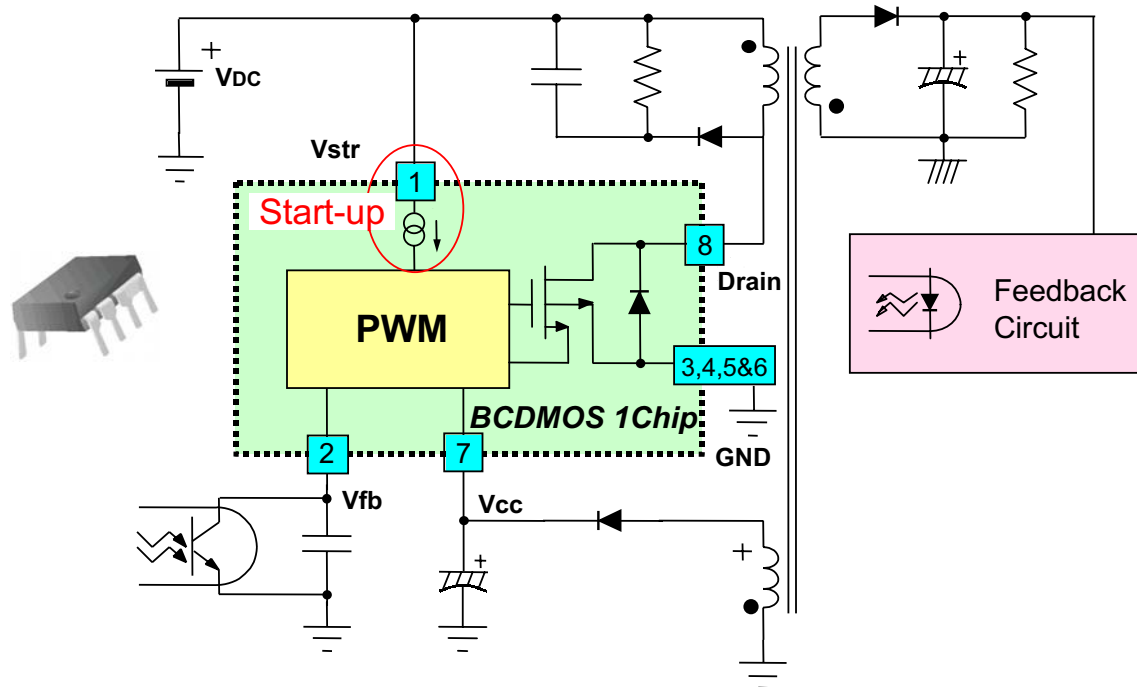 +
VDC
Vstr
1
Start-up
8
Drain
PWM
3,4,5&6
BCDMOS 1Chip
GND
2
7
Vfb
Vcc
+
+
+
Feedback
Circuit